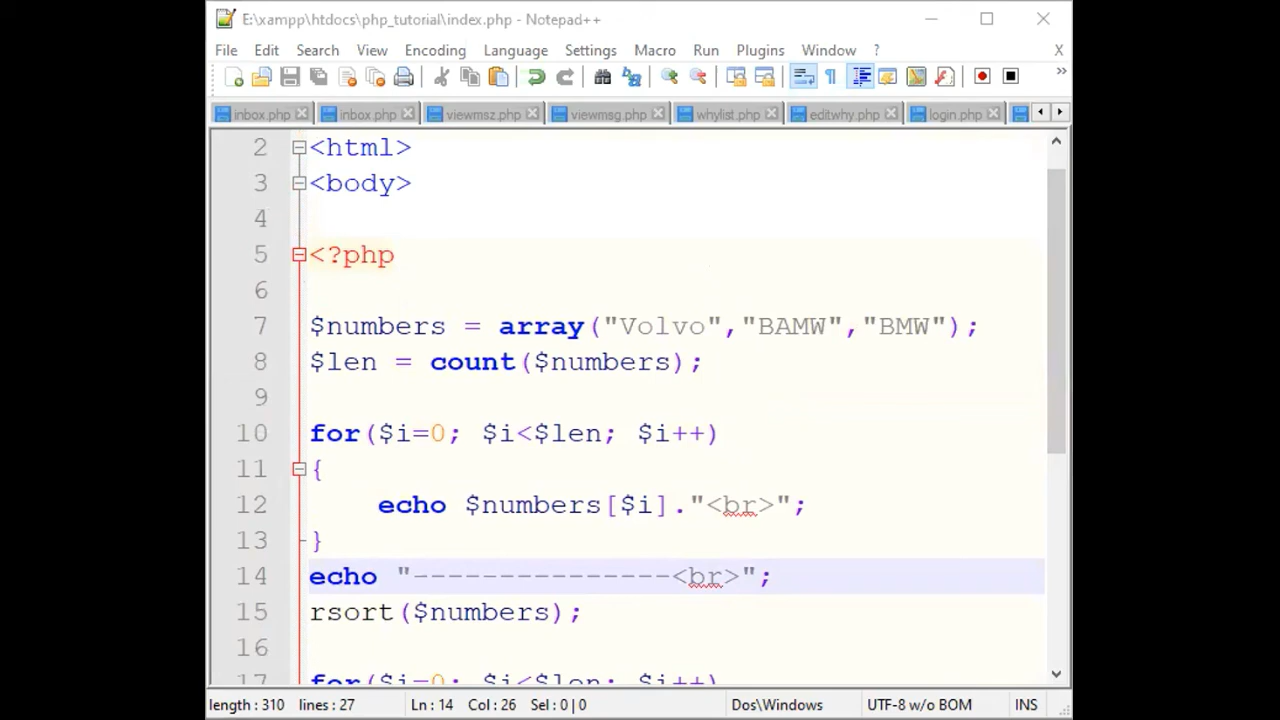 E:\xampp\htdocs\php_tutorial\index.php - Notepad++
File Edit Search View Encoding Language Settings Macro Run Plugins Window ? X
inbox.php inbox.php viewmsz.php viewmsg.php whylist.php editwhy.php login.php
2 <html>
3 <body>
4
5 <?php
6
7 $numbers = array("Volvo","BAMW","BMW");
8 $len = count($numbers);
9
10 for($i=0; $i<$len; $i++)
11 {
12 echo $numbers[$i]."<br>";
13 }
14 echo "---------------<br>";
15 rsort($numbers);
16
17 for($i=0; $i<$len; $i++)
length : 310 lines : 27 Ln : 14 Col : 26 Sel : 0 | 0 Dos\Windows UTF-8 w/o BOM INS